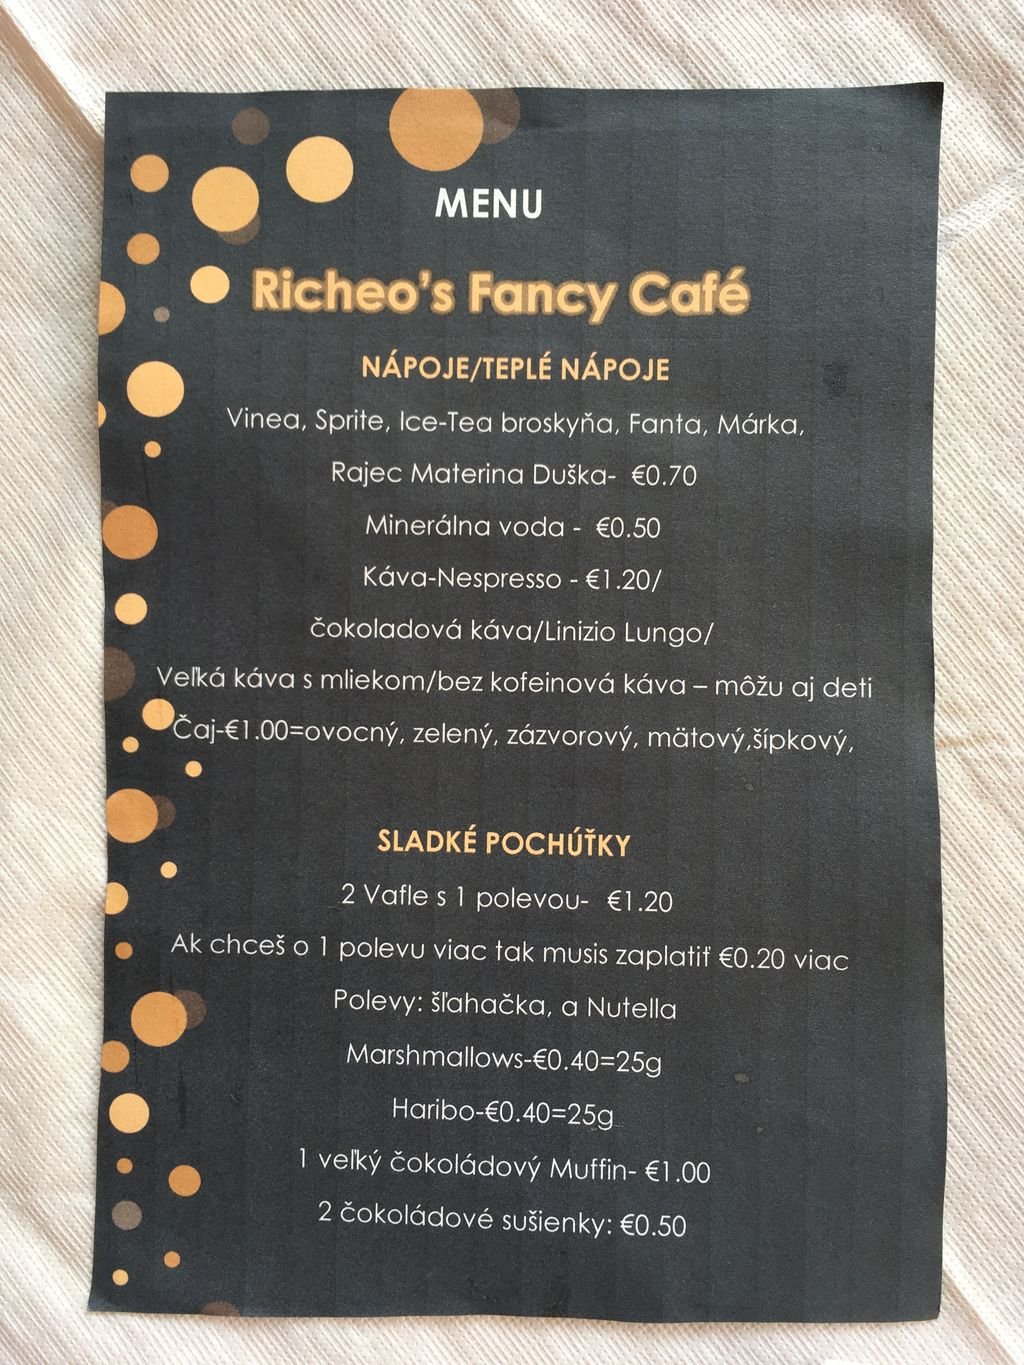 MENU
Richeo's Fancy Café
NÁPOJE/TEPLÉ NÁPOJE
Vinea, Sprite, Ice-Tea broskyňa, Fanta, Márka,
Rajec Materina Duška- €0.70
Minerálna voda - €0.50
Káva-Nespresso - €1.20/
čokoladová káva/Linizio Lungo/
Veľká káva s mliekom/bez kofeinová káva – môžu aj deti
Čaj-€1.00=ovocný, zelený, zázvorový, mätový,šípkový,
SLADKÉ POCHÚŤKY
2 Vafle s 1 polevou- €1.20
Ak chceš o 1 polevu viac tak musis zaplatiť €0.20 viac
Polevy: šľahačka, a Nutella
Marshmallows-€0.40=25g
Haribo-€0.40=25g
1 veľký čokoládový Muffin- €1.00
2 čokoládové sušienky: €0.50